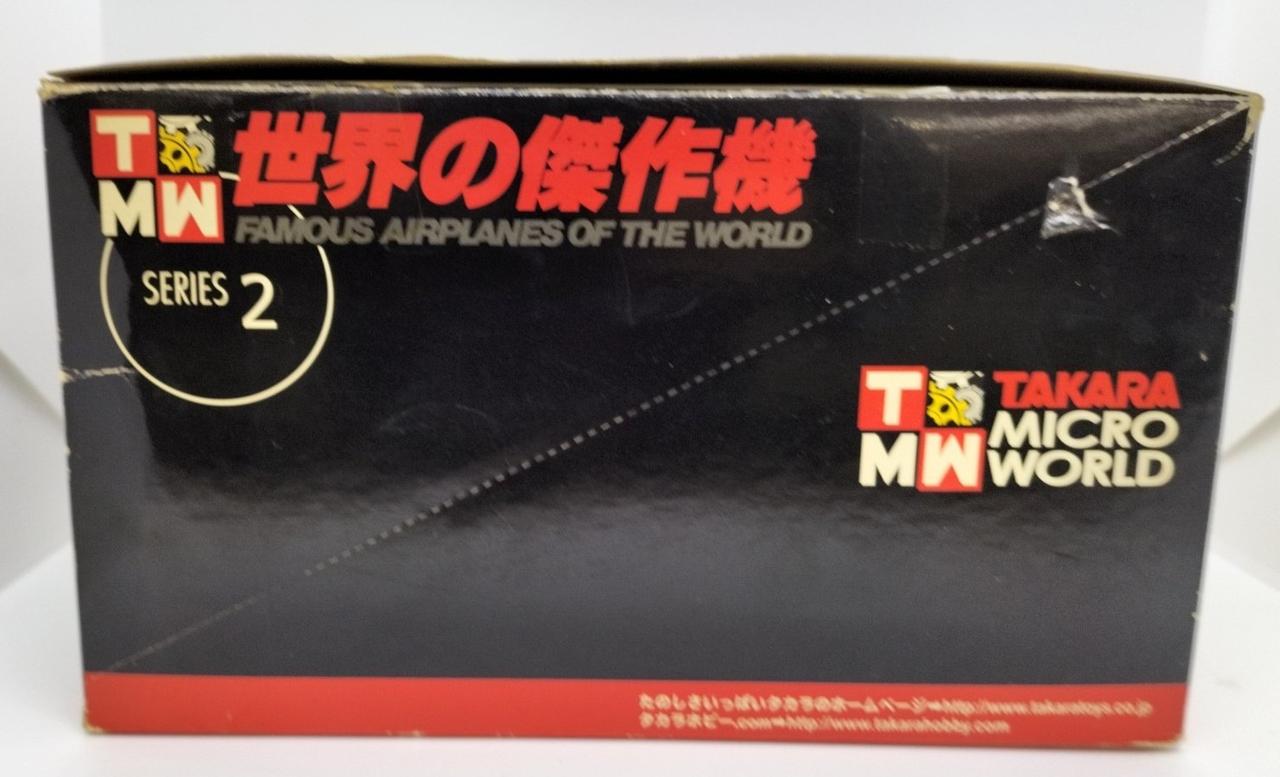 TMW
世界の傑作機
FAMOUS AIRPLANES OF THE WORLD
SERIES 2
TMW
TAKARA
MICRO
WORLD
たのしさいっぱいタカラのホームページ➡http://www.takaratoys.co.jp
タカラホビー.com➡http://www.takarahobby.com